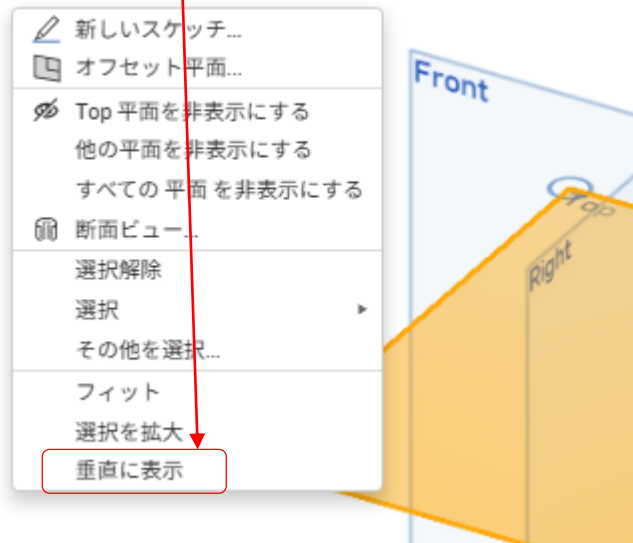 新しいスケッチ...
オフセット平面...
Top 平面を非表示にする
他の平面を非表示にする
すべての 平面 を非表示にする
断面ビュー...
選択解除
選択
その他を選択...
フィット
選択を拡大
垂直に表示
Front
Top
Right